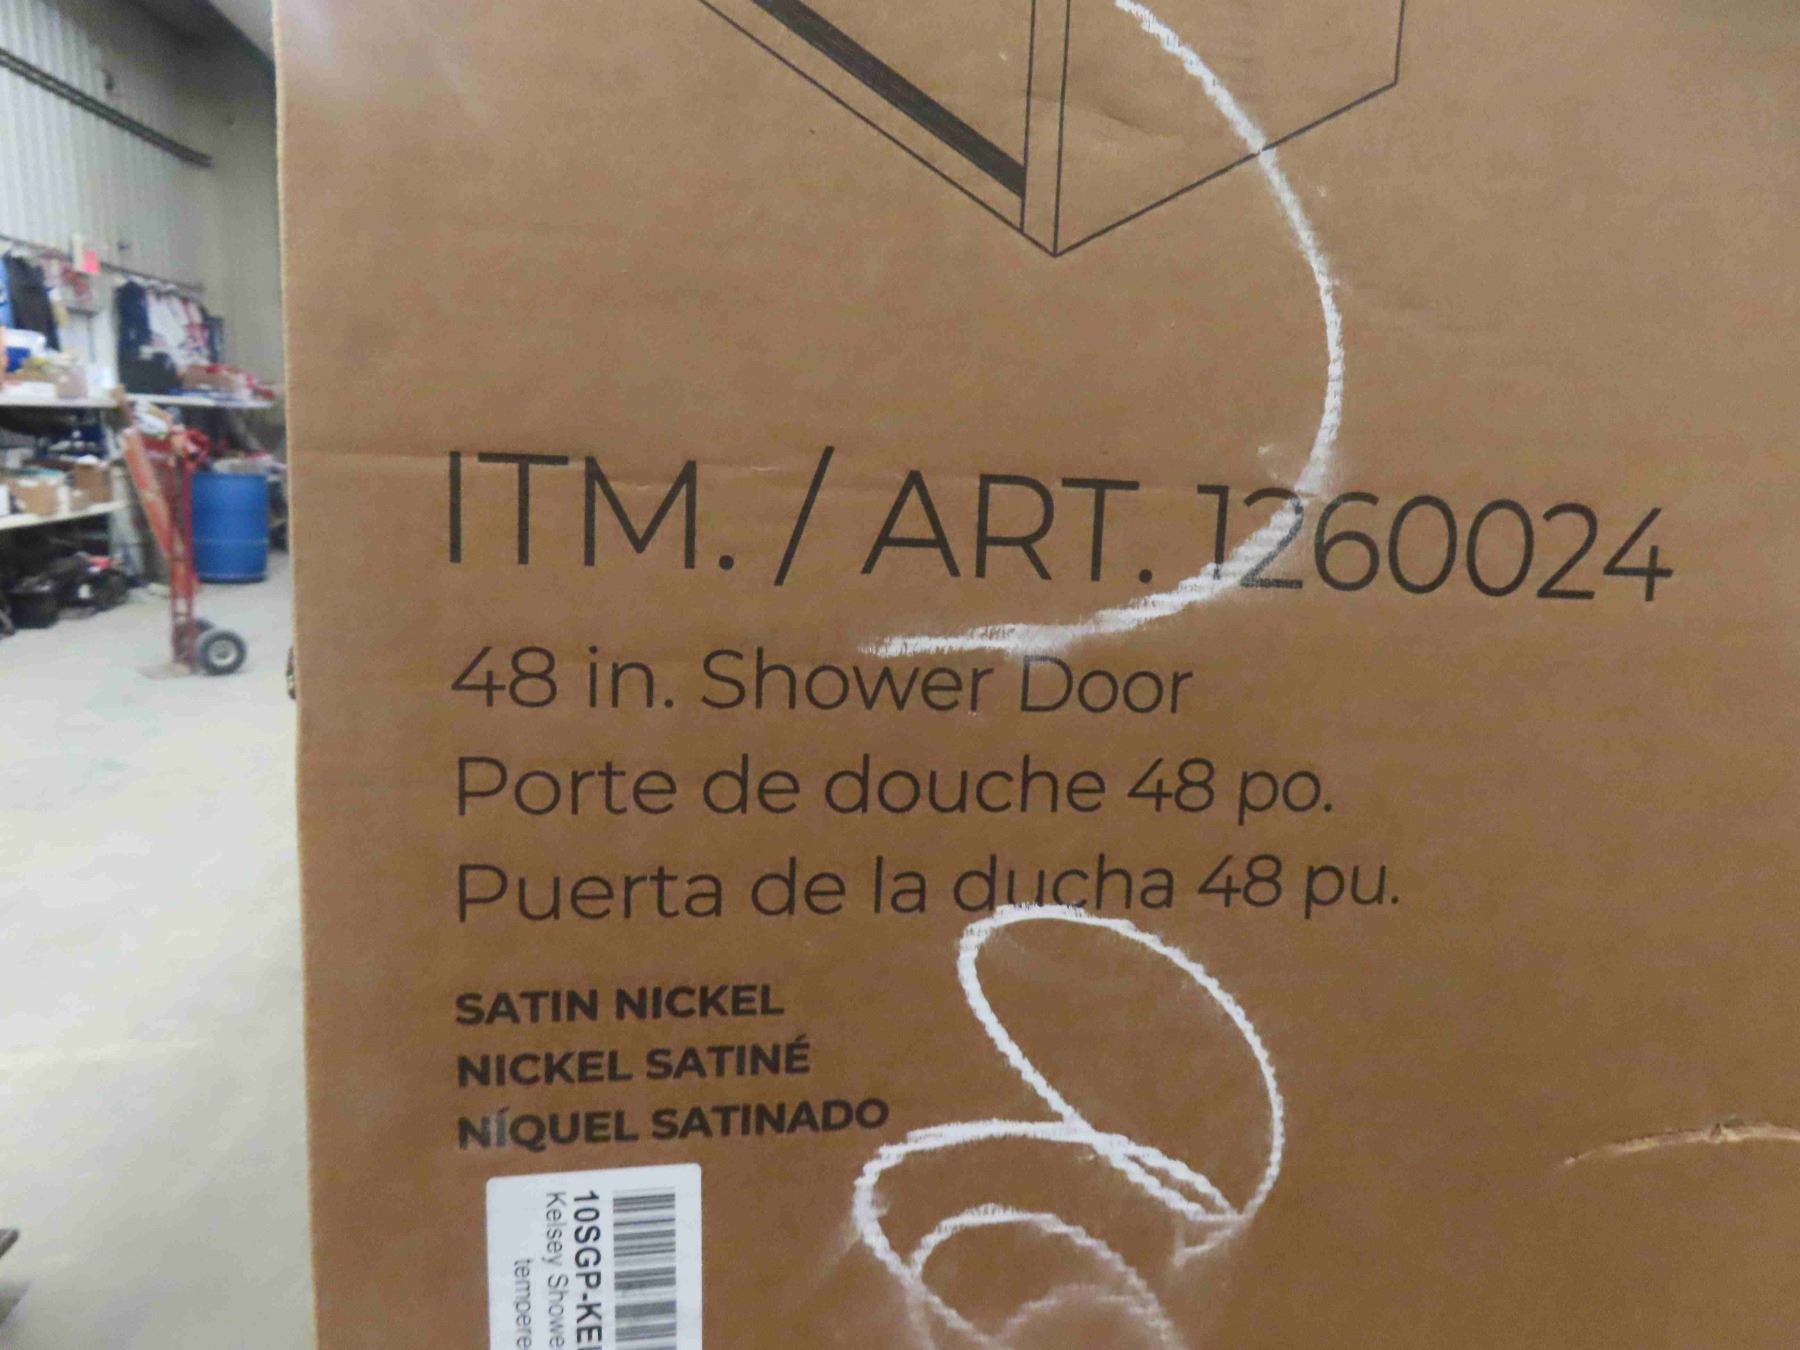 ITM. / ART. 1260024
48 in. Shower Door
Porte de douche 48 po.
Puerta de la ducha 48 pu.
SATIN NICKEL
NICKEL SATINÉ
NÍQUEL SATINADO
10SGP-KEL
Kelsey Showe
tempere